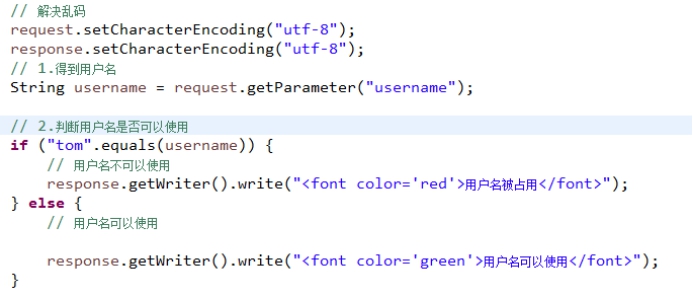 // 解决乱码
request.setCharacterEncoding("utf-8");
response.setCharacterEncoding("utf-8");
// 1.得到用户名
String username = request.getParameter("username");
// 2.判断用户名是否可以使用
if ("tom".equals(username)) {
// 用户名不可以使用
response.getWriter().write("<font color='red'>用户名被占用</font>");
} else {
// 用户名可以使用
response.getWriter().write("<font color='green'>用户名可以使用</font>");
}